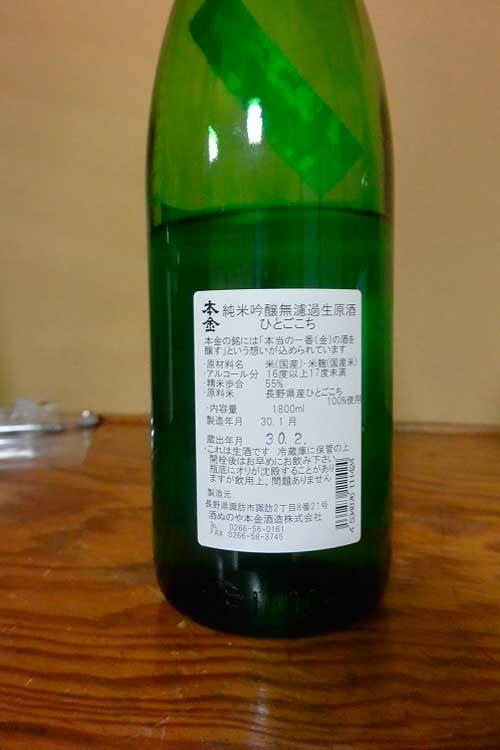 本金 純米吟醸無濾過生原酒
ひとごこち
本金の銘には「本当の一番(金)の酒を
醸す」という想いが込められています
・原材料名 米(国産)・米麹(国産米)
・アルコール分 16度以上17度未満
・精米歩合 55%
・原料米 長野県産ひとごこち
100%使用
・内容量 1800ml
製造年月 30.1月
蔵出年月 30.2.
・これは生酒です 冷蔵庫に保管の上
開栓後はお早めにお飲み下さい
瓶底にオリが沈殿することがあり
ますが飲用上、問題ありません
製造元
長野県諏訪市諏訪2丁目8番21号
酒ぬのや本金酒造株式会社
℡ 0266-58-0161
FAX 0266-58-3745